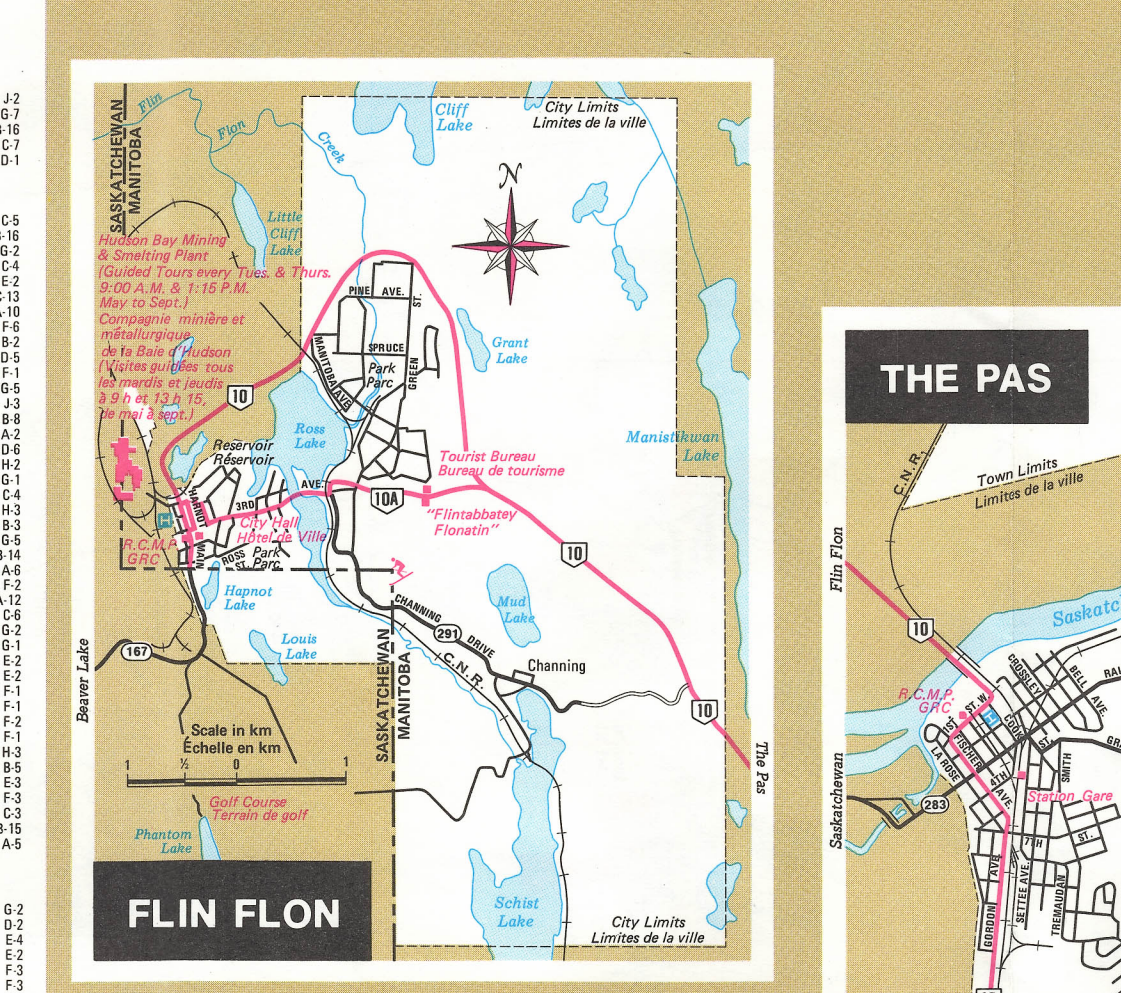 J-2
G-7
C-7
D-1
C-5
G-2
C-4
E-2
F-6
B-2
D-5
F-1
G-5
J-3
B-8
A-2
D-6
H-2
G-1
C-4
H-3
B-3
G-5
A-6
F-2
C-6
G-2
G-1
E-2
E-2
F-1
F-1
F-2
F-1
H-3
B-5
E-3
F-3
C-3
A-5
G-2
D-2
E-4
E-2
F-3
F-3
SASKATCHEWAN
MANITOBA
Flin
Flon
Creek
Cliff
Lake
City Limits
Limites de la ville
N
Little
Cliff
Lake
Hudson Bay Mining
& Smelting Plant
(Guided Tours every Tues. & Thurs.
9:00 A.M. & 1:15 P.M.
May to Sept.)
Compagnie minière et
métallurgique
de la Baie d'Hudson
(Visites guidées tous
les mardis et jeudis
à 9 h et 13 h 15,
de mai à sept.)
PINE AVE.
GREEN ST.
SPRUCE
MANITOBA AVE.
Park
Parc
Grant
Lake
10
Ross
Lake
Reservoir
Réservoir
Manistikwan
Lake
Tourist Bureau
Bureau de tourisme
10A
"Flintabbatey
Flonatin"
HAPNOT
3RD AVE.
City Hall
Hôtel de Ville
H
R.C.M.P.
GRC
MAIN
ROSS ST.
Park
Parc
10
Hapnot
Lake
Mud
Lake
CHANNING DRIVE
291
C.N.R.
Channing
Louis
Lake
167
Beaver Lake
SASKATCHEWAN
MANITOBA
10
The Pas
Scale in km
Échelle en km
1 ½ 0 1
Golf Course
Terrain de golf
Phantom
Lake
FLIN FLON
Schist
Lake
City Limits
Limites de la ville
THE PAS
C.N.R.
Town Limits
Limites de la ville
Flin Flon
10
Saskatc
R.C.M.P.
GRC
H
1ST ST. W.
CROSSLEY
BELL AVE.
RAI
COOK
ST.
GR
FISCHER AVE.
LA ROSE
4TH
SMITH
Saskatchewan
283
Station Gare
7TH ST.
GORDON AVE.
SETTEE AVE.
TREMAUDAN